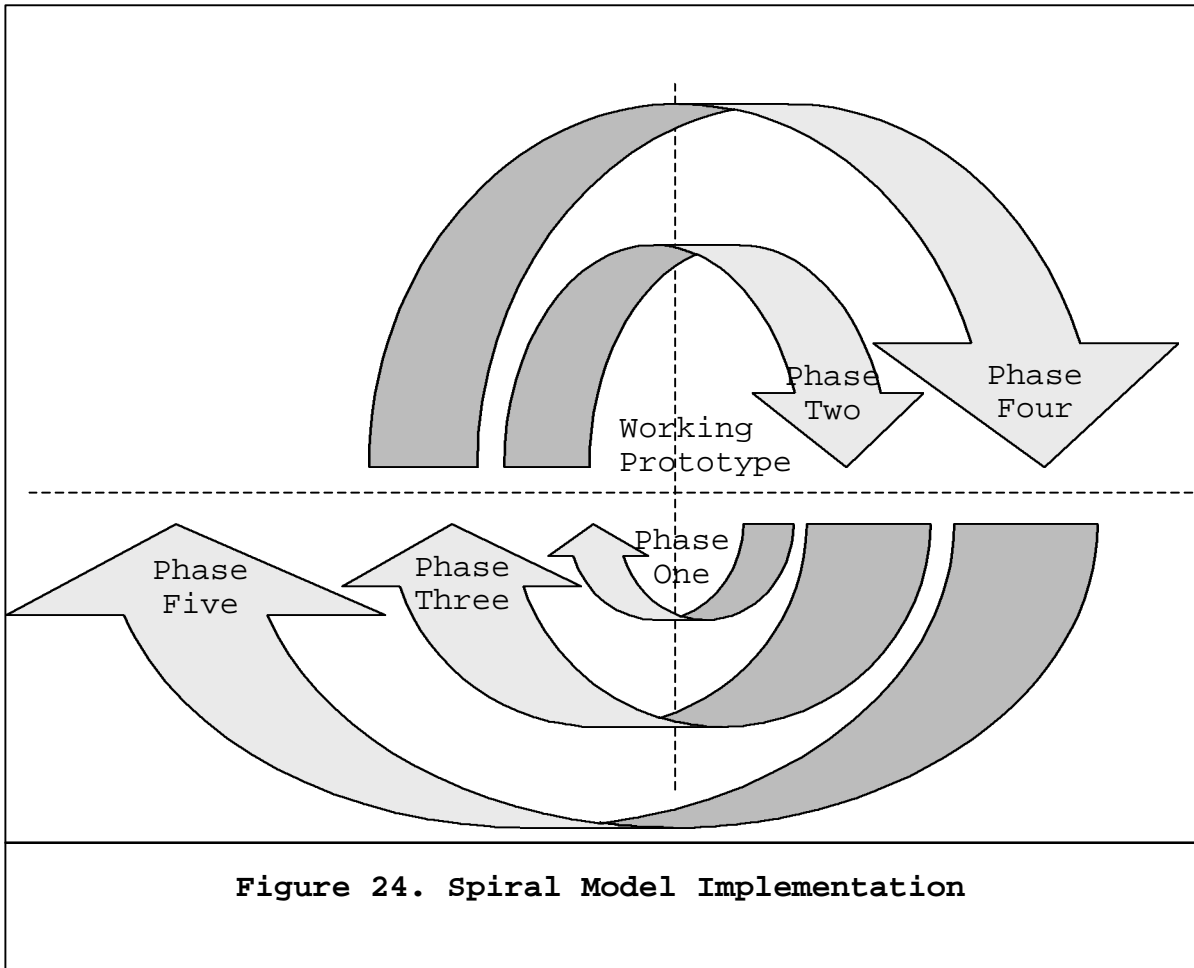 Phase
Two
Phase
Four
Working
Prototype
Phase
One
Phase
Three
Phase
Five
Figure 24. Spiral Model Implementation